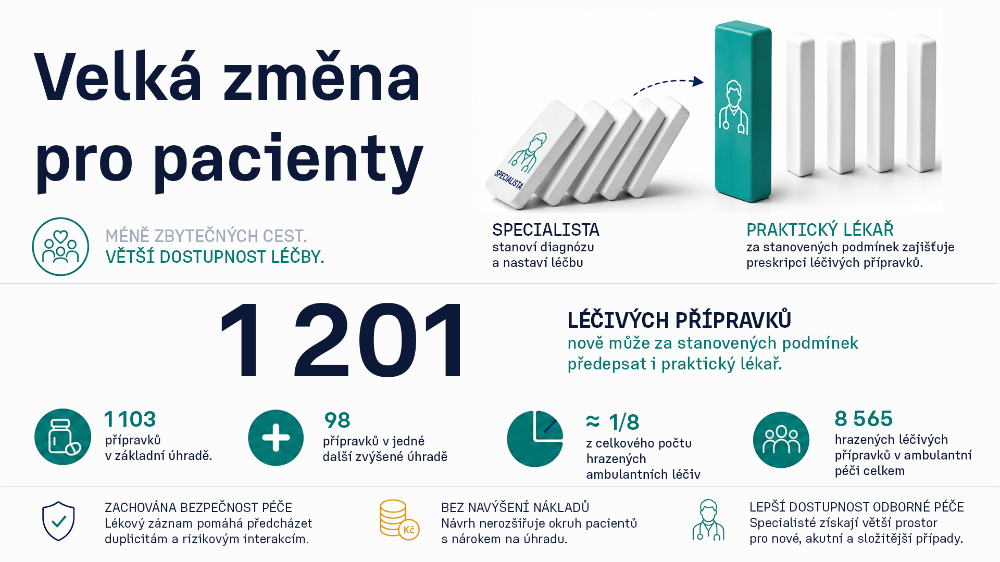 Velká změna
pro pacienty
MÉNĚ ZBYTEČNÝCH CEST.
VĚTŠÍ DOSTUPNOST LÉČBY.
SPECIALISTA
SPECIALISTA
stanoví diagnózu
a nastaví léčbu
PRAKTICKÝ LÉKAŘ
za stanovených podmínek zajišťuje
preskripci léčivých přípravků.
1 201
LÉČIVÝCH PŘÍPRAVKŮ
nově může za stanovených podmínek
předepsat i praktický lékař.
1 103
přípravků
v základní úhradě.
98
přípravků v jedné
další zvýšené úhradě
≈ 1/8
z celkového počtu
hrazených
ambulantních léčiv
8 565
hrazených léčivých
přípravků v ambulantní
péči celkem
ZACHOVÁNA BEZPEČNOST PÉČE
Lékový záznam pomáhá předcházet
duplicitám a rizikovým interakcím.
Kč
BEZ NAVÝŠENÍ NÁKLADŮ
Návrh nerozšiřuje okruh pacientů
s nárokem na úhradu.
LEPŠÍ DOSTUPNOST ODBORNÉ PÉČE
Specialisté získají větší prostor
pro nové, akutní a složitější případy.